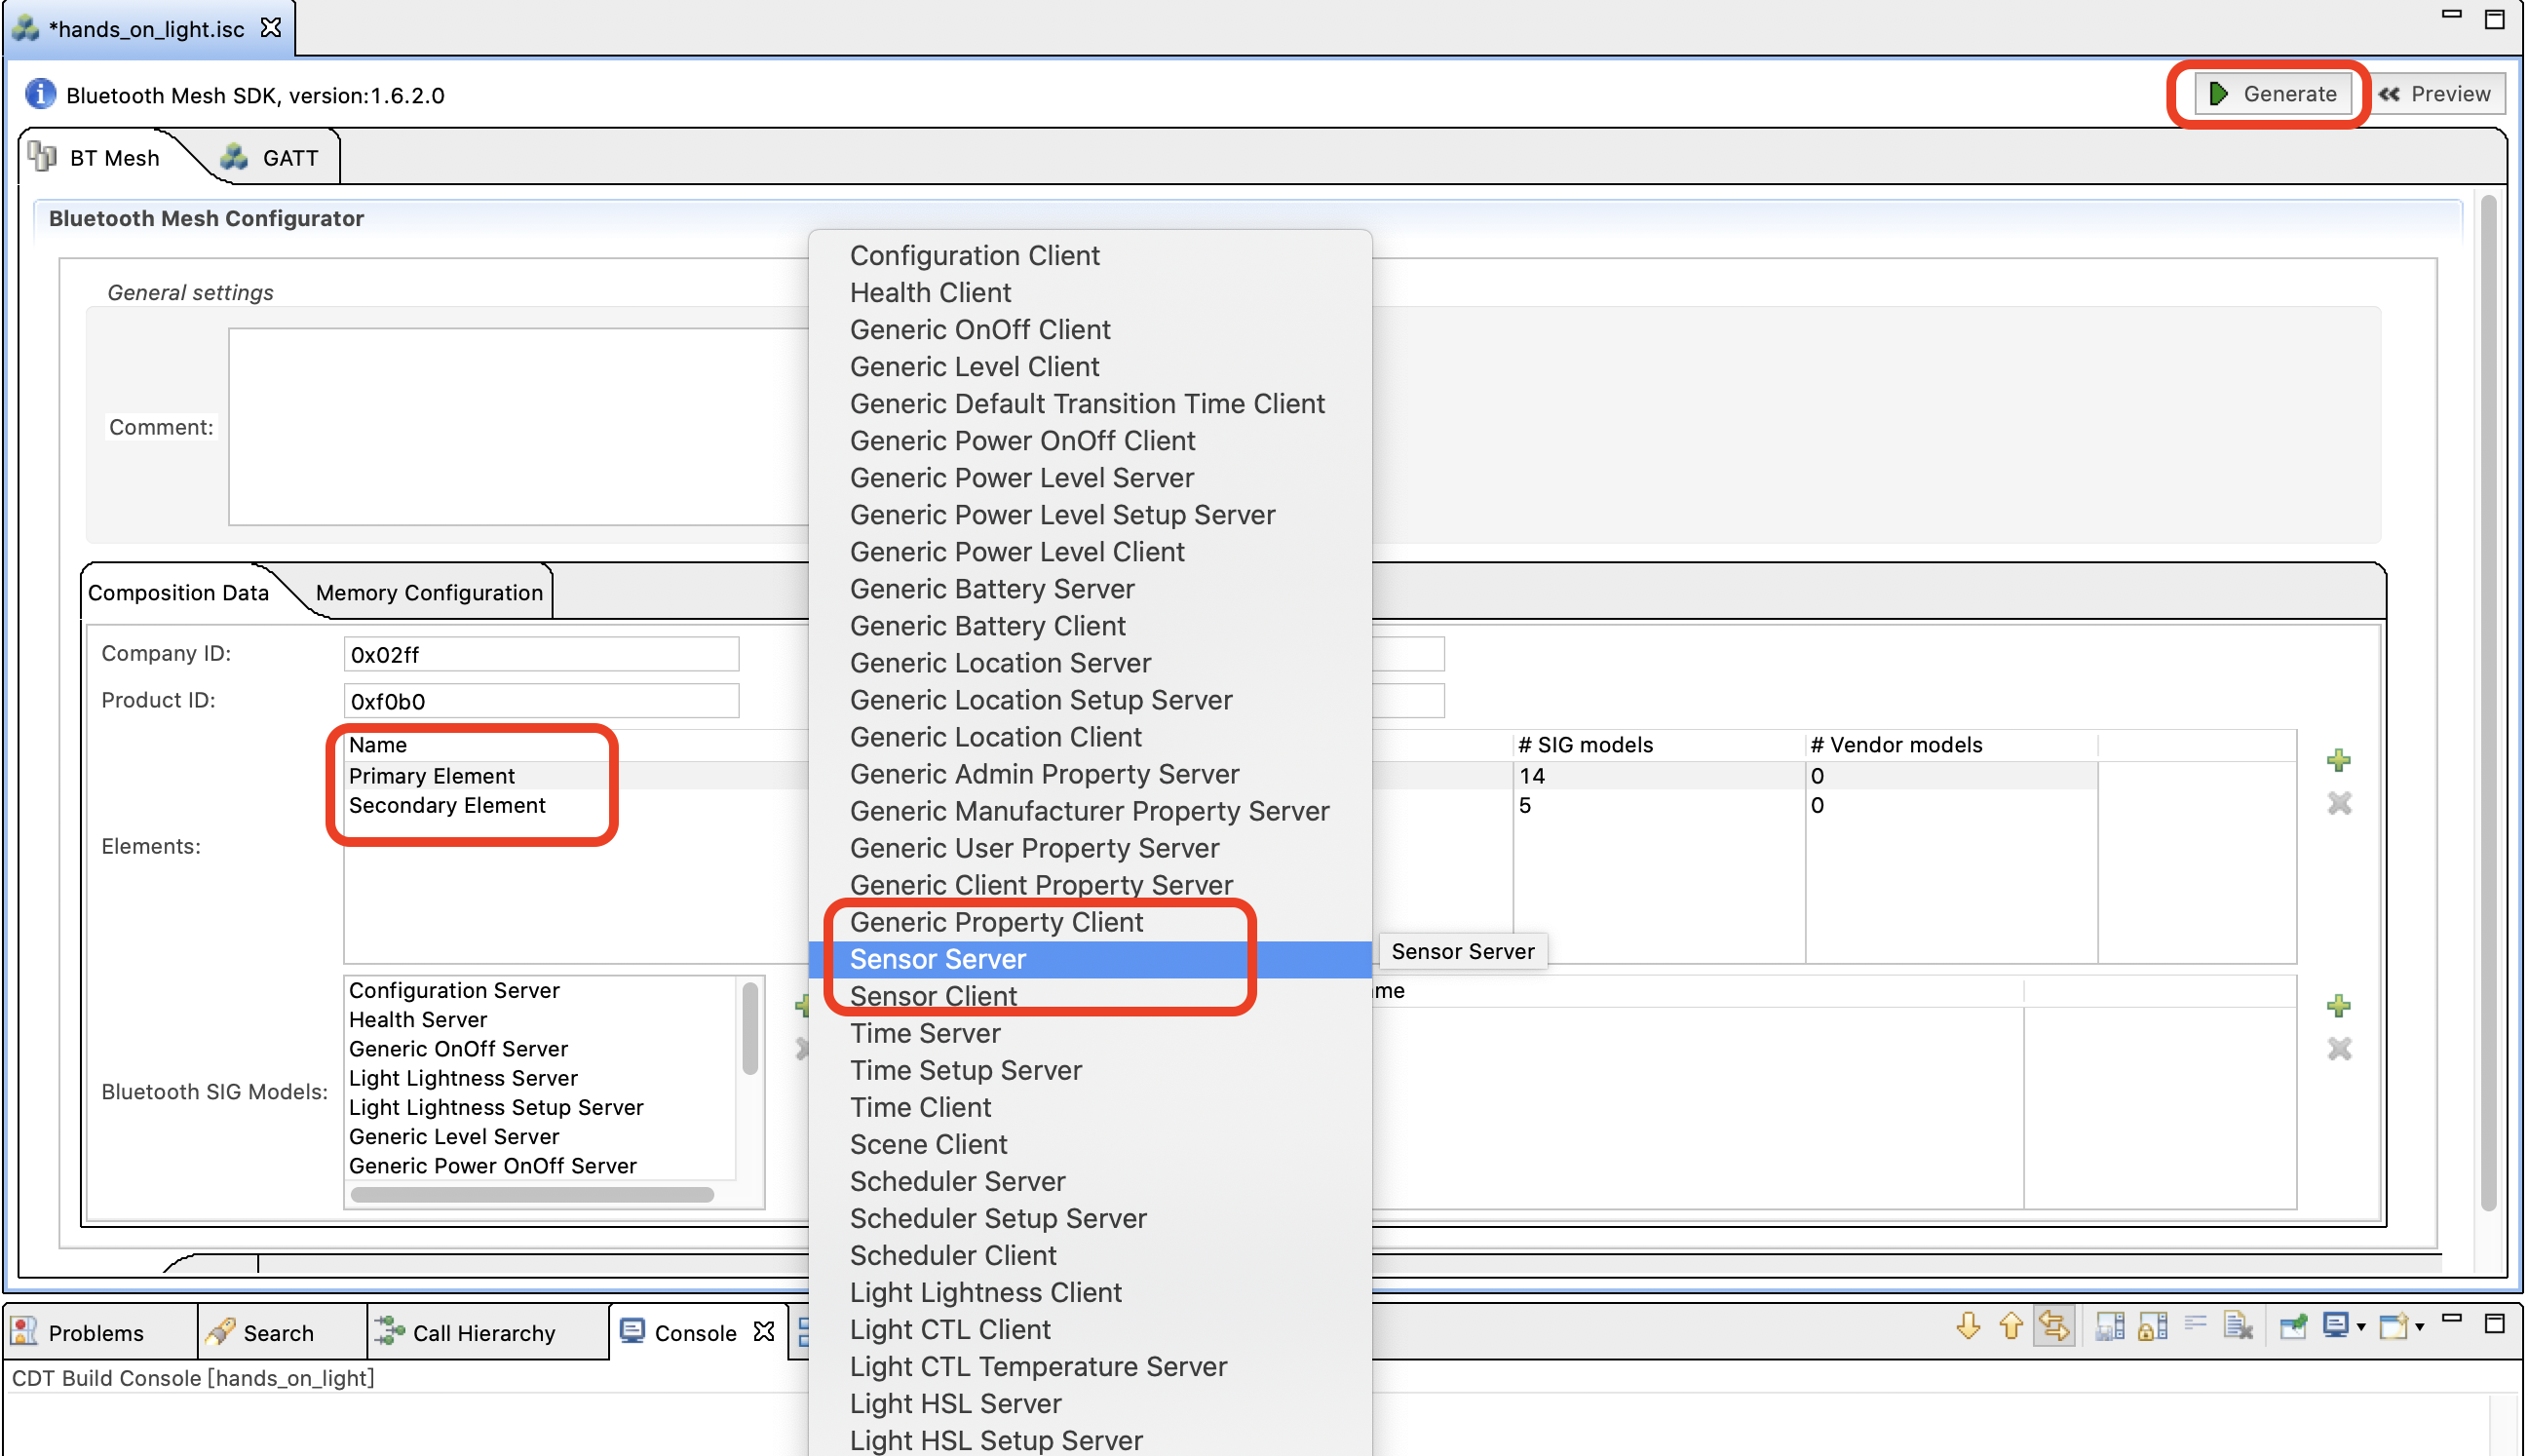 *hands_on_light.isc
Bluetooth Mesh SDK, version:1.6.2.0
Generate
Preview
BT Mesh
GATT
Bluetooth Mesh Configurator
General settings
Comment:
Composition Data
Memory Configuration
Company ID:
0x02ff
Product ID:
0xf0b0
Elements:
Name
# SIG models
# Vendor models
Primary Element
14
0
Secondary Element
5
0
Bluetooth SIG Models:
Configuration Server
Health Server
Generic OnOff Server
Light Lightness Server
Light Lightness Setup Server
Generic Level Server
Generic Power OnOff Server
Configuration Client
Health Client
Generic OnOff Client
Generic Level Client
Generic Default Transition Time Client
Generic Power OnOff Client
Generic Power Level Server
Generic Power Level Setup Server
Generic Power Level Client
Generic Battery Server
Generic Battery Client
Generic Location Server
Generic Location Setup Server
Generic Location Client
Generic Admin Property Server
Generic Manufacturer Property Server
Generic User Property Server
Generic Client Property Server
Generic Property Client
Sensor Server
Sensor Server
Sensor Client
Time Server
Time Setup Server
Time Client
Scene Client
Scheduler Server
Scheduler Setup Server
Scheduler Client
Light Lightness Client
Light CTL Client
Light CTL Temperature Server
Light HSL Server
Light HSL Setup Server
Problems
Search
Call Hierarchy
Console
CDT Build Console [hands_on_light]